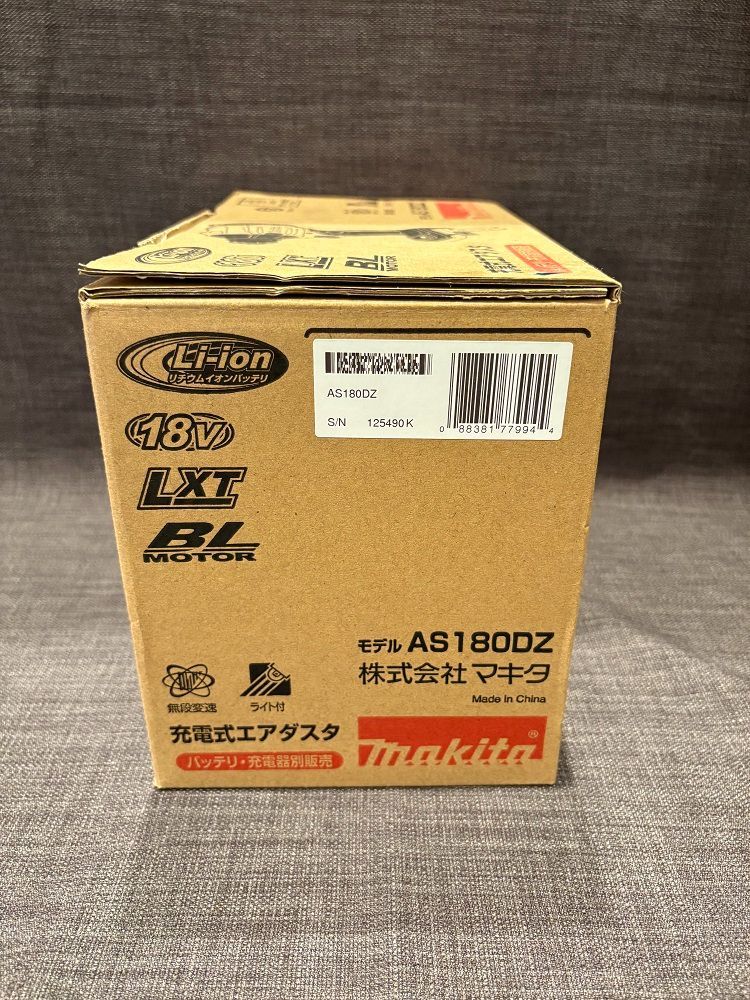 LXT
BL
MOTOR
Li-ion
リチウムイオンバッテリ
18V
LXT
BL
MOTOR
AS180DZ
S/N 125490K
0 88381 77994 4
モデル AS180DZ
株式会社 マキタ
Made in China
無段変速
ライト付
充電式エアダスタ
バッテリ・充電器別販売
makita®